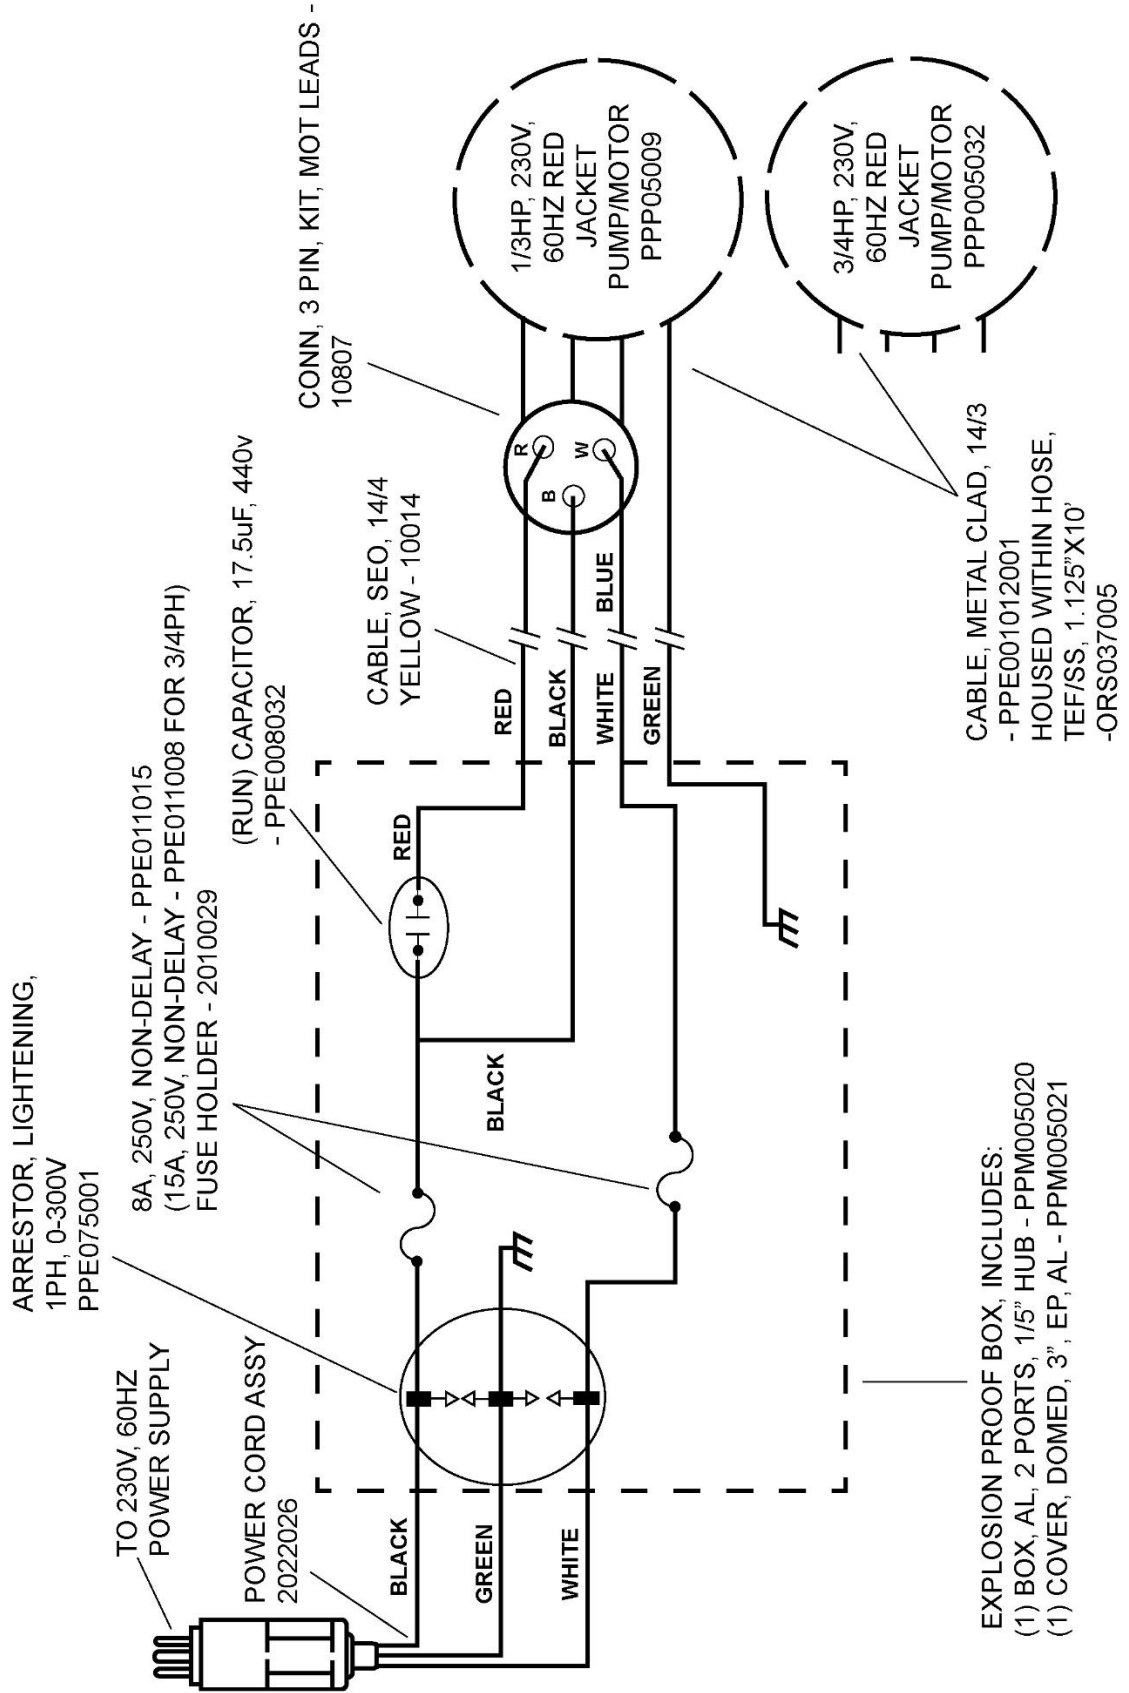 ARRESTOR, LIGHTENING,
1PH, 0-300V
PPE075001
TO 230V, 60HZ
POWER SUPPLY
POWER CORD ASSY
2022026
8A, 250V, NON-DELAY - PPE011015
(15A, 250V, NON-DELAY - PPE011008 FOR 3/4PH)
FUSE HOLDER - 2010029
(RUN) CAPACITOR, 17.5uF, 440v
- PPE008032
CABLE, SEO, 14/4
YELLOW - 10014
CONN, 3 PIN, KIT, MOT LEADS -
10807
BLACK
GREEN
WHITE
BLACK
RED
RED
BLACK
WHITE
BLUE
GREEN
R
B
W
1/3HP, 230V,
60HZ RED
JACKET
PUMP/MOTOR
PPP05009
3/4HP, 230V,
60HZ RED
JACKET
PUMP/MOTOR
PPP005032
CABLE, METAL CLAD, 14/3
- PPE001012001
HOUSED WITHIN HOSE,
TEF/SS, 1.125"X10'
-ORS037005
EXPLOSION PROOF BOX, INCLUDES:
(1) BOX, AL, 2 PORTS, 1/5" HUB - PPM005020
(1) COVER, DOMED, 3", EP, AL - PPM005021